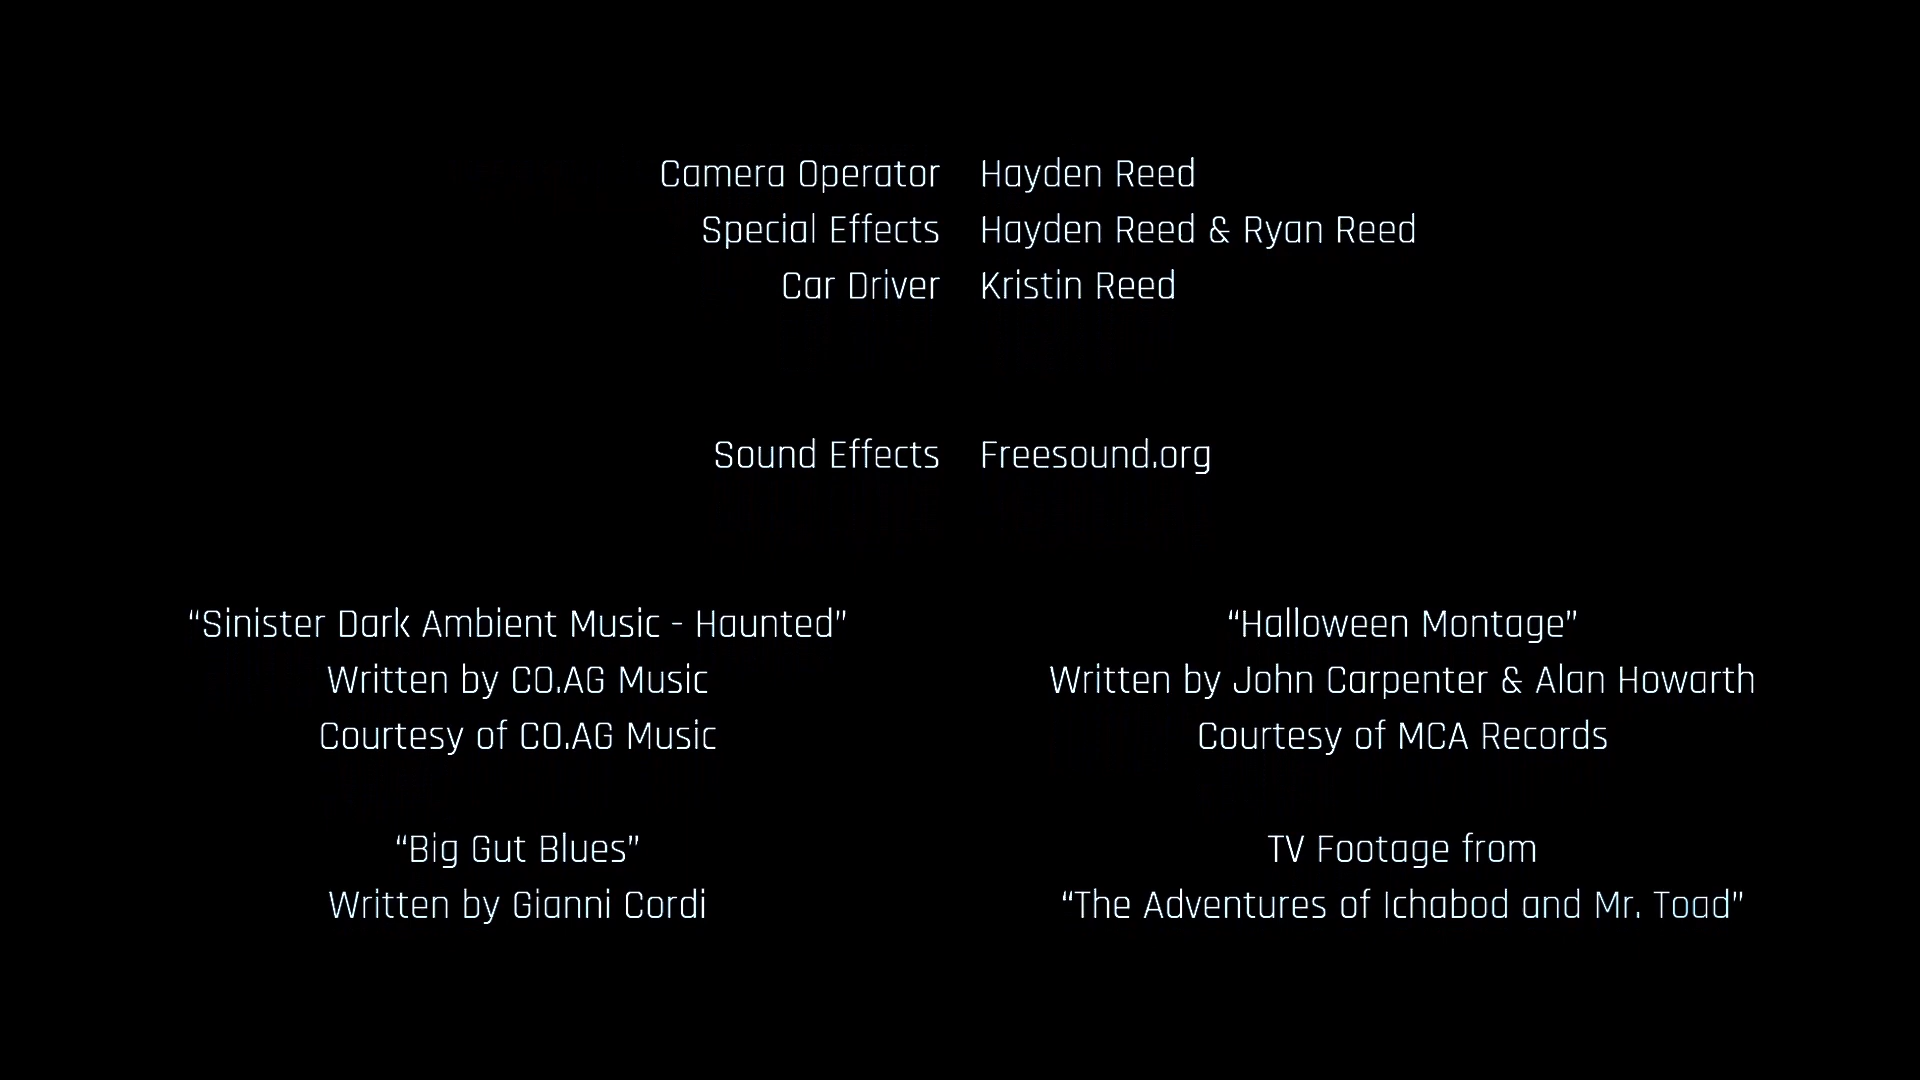 Camera Operator Hayden Reed
Special Effects Hayden Reed & Ryan Reed
Car Driver Kristin Reed
Sound Effects Freesound.org
“Sinister Dark Ambient Music - Haunted”
Written by CO.AG Music
Courtesy of CO.AG Music
“Halloween Montage”
Written by John Carpenter & Alan Howarth
Courtesy of MCA Records
“Big Gut Blues”
Written by Gianni Cordi
TV Footage from
“The Adventures of Ichabod and Mr. Toad”